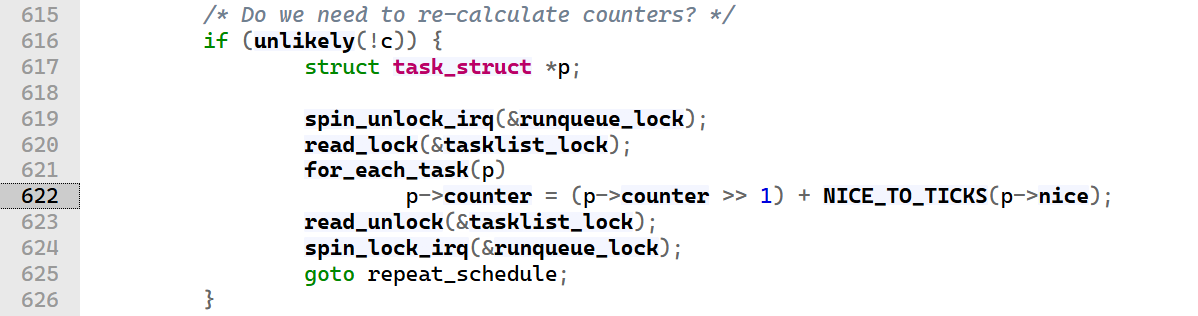 615 /* Do we need to re-calculate counters? */
616 if (unlikely(!c)) {
617 struct task_struct *p;
618
619 spin_unlock_irq(&runqueue_lock);
620 read_lock(&tasklist_lock);
621 for_each_task(p)
622 p->counter = (p->counter >> 1) + NICE_TO_TICKS(p->nice);
623 read_unlock(&tasklist_lock);
624 spin_lock_irq(&runqueue_lock);
625 goto repeat_schedule;
626 }